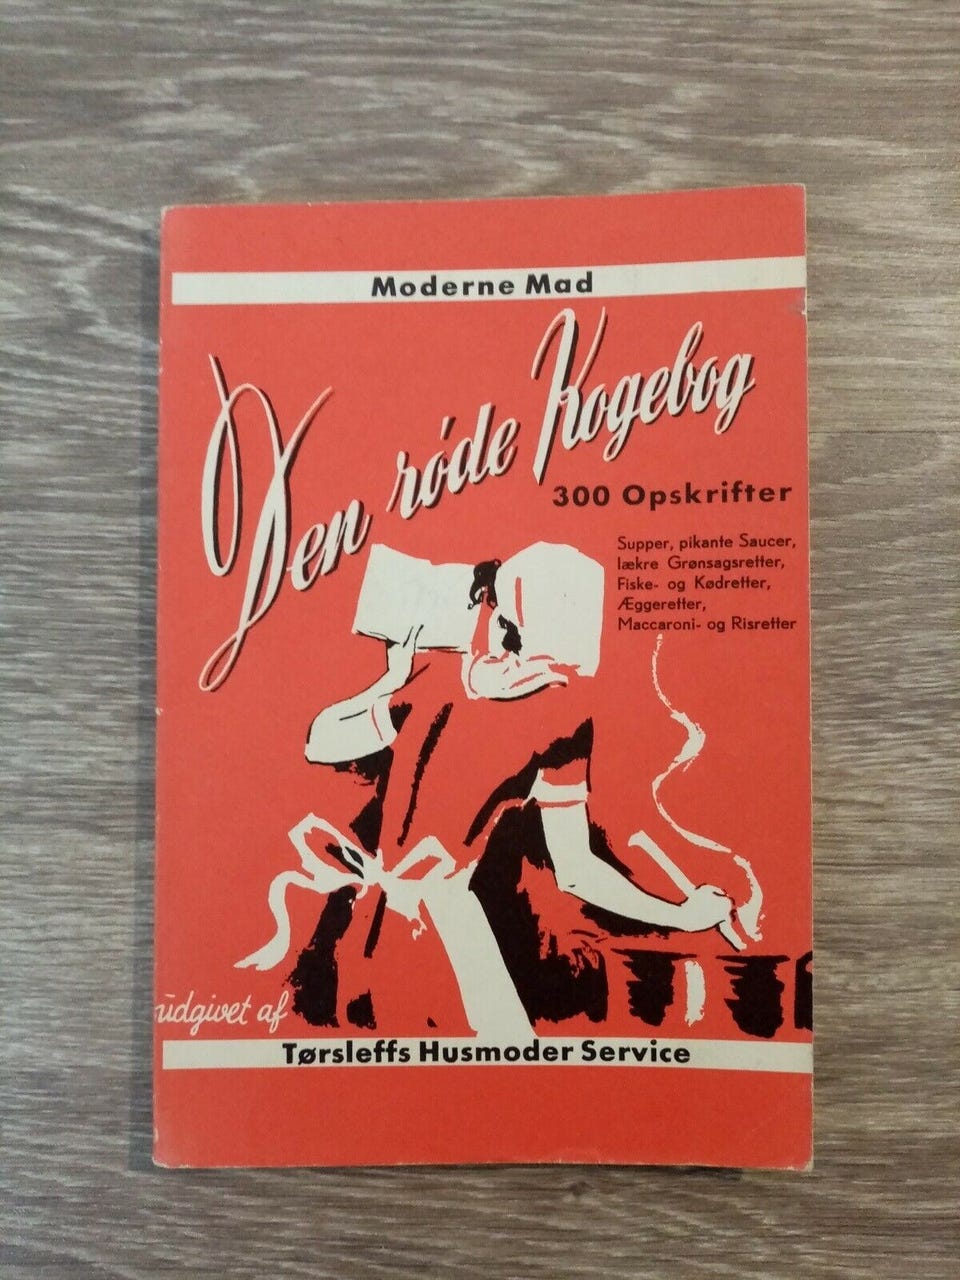 Moderne Mad
Den røde Kogebog
300 Opskrifter
Supper, pikante Saucer,
lækre Grønsagsretter,
Fiske- og Kødretter,
Æggeretter,
Maccaroni- og Risretter
udgivet af
Tørsleffs Husmoder Service